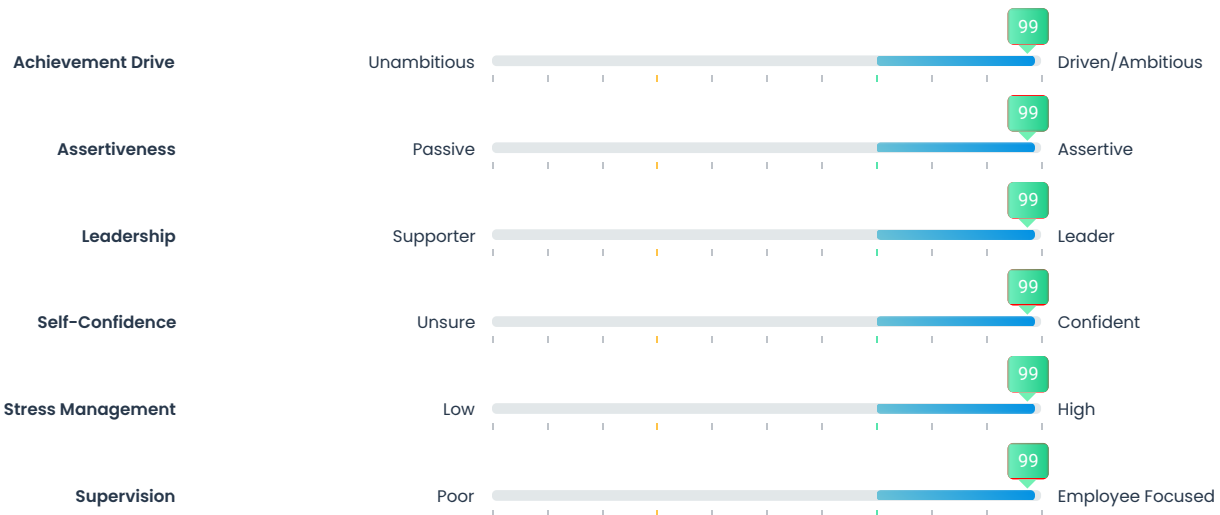 99
Achievement Drive Unambitious Driven/Ambitious
99
Assertiveness Passive Assertive
99
Leadership Supporter Leader
99
Self-Confidence Unsure Confident
99
Stress Management Low High
99
Supervision Poor Employee Focused